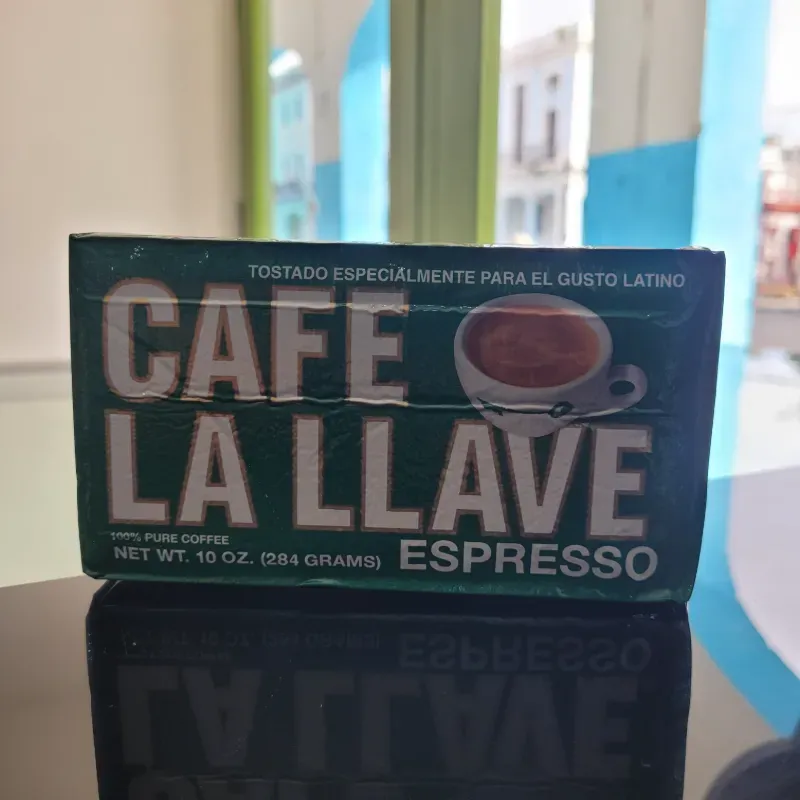 TOSTADO ESPECIALMENTE PARA EL GUSTO LATINO
CAFE
LA LLAVE
100% PURE COFFEE
NET WT. 10 OZ. (284 GRAMS)
ESPRESSO